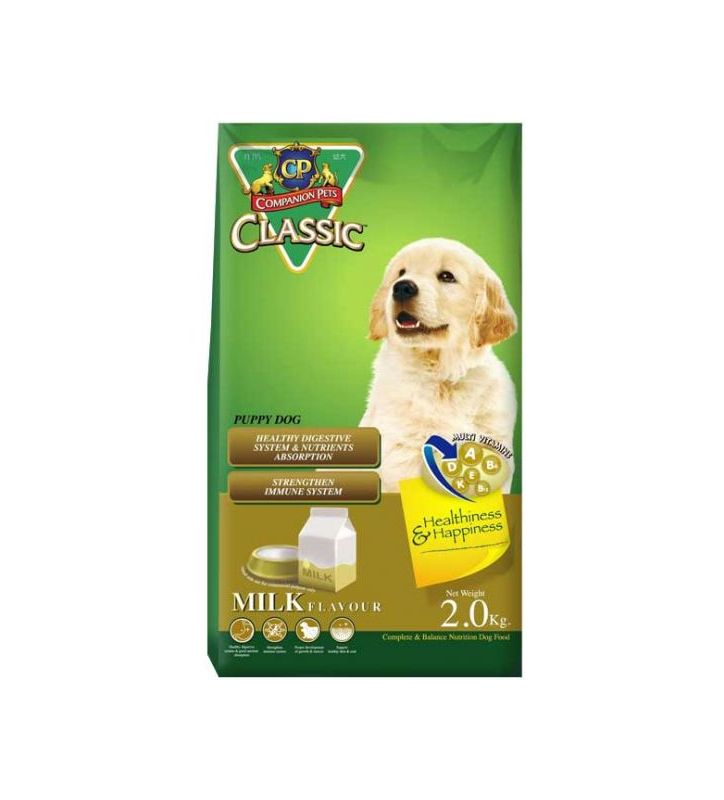 CP
COMPANION PETS
CLASSIC™
PUPPY DOG
HEALTHY DIGESTIVE
SYSTEM & NUTRIENTS
ABSORPTION
STRENGTHEN
IMMUNE SYSTEM
MULTI VITAMINS
D A B
K E B
Healthiness
& Happiness
MILK
MILK FLAVOUR
Net Weight
2.0Kg.
Complete & Balance Nutrition Dog Food